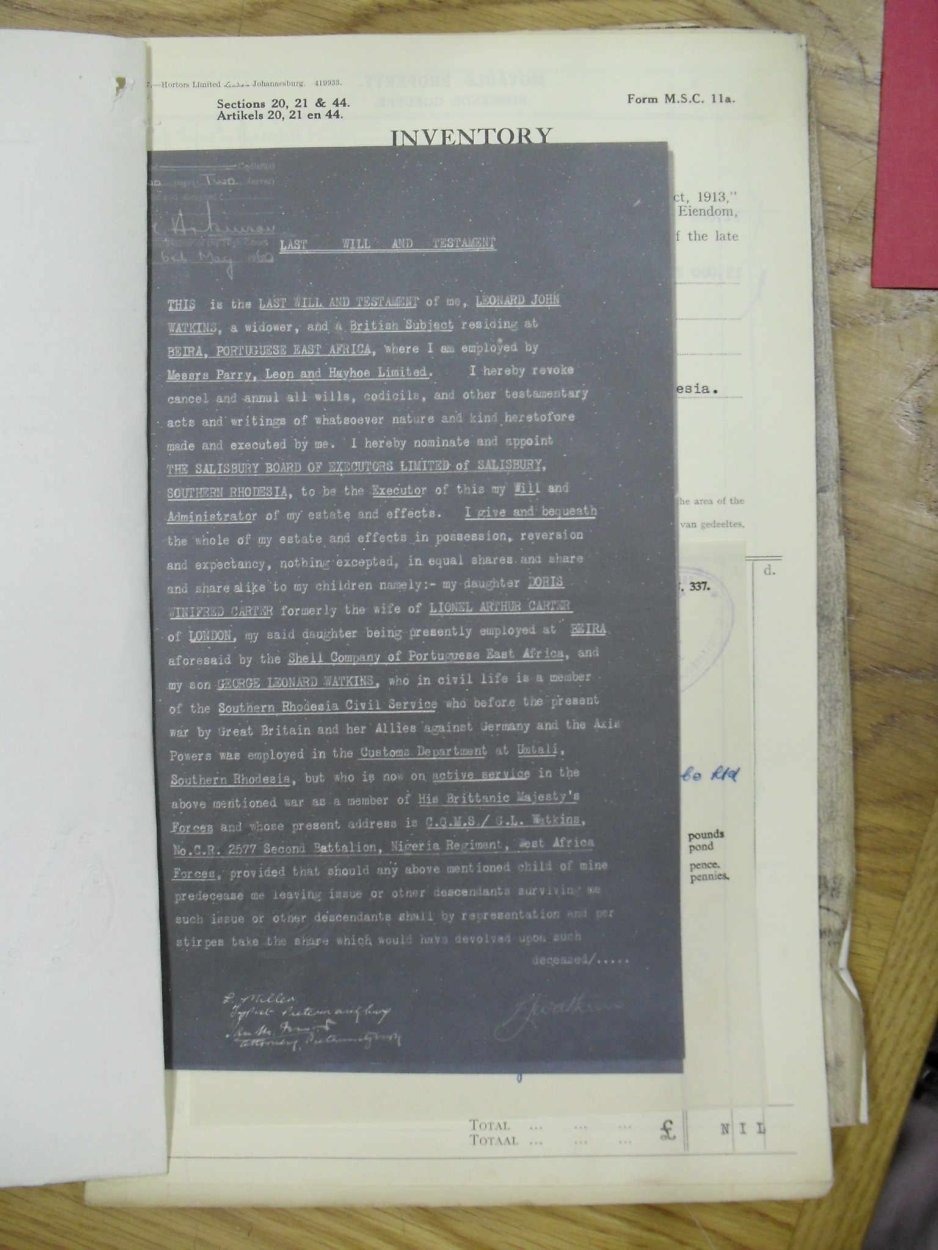 Hortors Limited Johannesburg. 419933.
Sections 20, 21 & 44.
Artikels 20, 21 en 44.
Form M.S.C. 11a.
INVENTORY
ct, 1913,"
Eiendom,
f the late
Two
6th May
LAST WILL AND TESTAMENT
THIS is the LAST WILL AND TESTAMENT of me, LEONARD JOHN
WATKINS, a widower, and a British Subject residing at
BEIRA, PORTUGUESE EAST AFRICA, where I am employed by
Messrs Parry, Leon and Hayhoe Limited. I hereby revoke
cancel and annul all wills, codicils, and other testamentary
acts and writings of whatsoever nature and kind heretofore
made and executed by me. I hereby nominate and appoint
THE SALISBURY BOARD OF EXECUTORS LIMITED of SALISBURY,
SOUTHERN RHODESIA, to be the Executor of this my Will and
Administrator of my estate and effects. I give and bequeath
the whole of my estate and effects in possession, reversion
and expectancy, nothing excepted, in equal shares and share
and share alike to my children namely:- my daughter DORIS
WINIFRED CARTER formerly the wife of LIONEL ARTHUR CARTER
of LONDON, my said daughter being presently employed at BEIRA
aforesaid by the Shell Company of Portuguese East Africa, and
my son GEORGE LEONARD WATKINS, who in civil life is a member
of the Southern Rhodesia Civil Service who before the present
war by Great Britain and her Allies against Germany and the Axis
Powers was employed in the Customs Department at Umtali,
Southern Rhodesia, but who is now on active service in the
above mentioned war as a member of His Brittanic Majesty's
Forces and whose present address is C.Q.M.S./ G.L. Watkins,
No.C.R. 2577 Second Battalion, Nigeria Regiment, West Africa
Forces, provided that should any above mentioned child of mine
predecease me leaving issue or other descendants surviving me
such issue or other descendants shall by representation and per
stirpes take the share which would have devolved upon such
deceased/.....
L. Miller
Typist Pietermaritzburg
Attorney, Pietermaritzburg
LJWatkins
esia.
he area of the
van gedeeltes,
d.
. 337.
be
pounds
pond
pence.
pennies.
TOTAL ... ... ... £ NIL
TOTAAL ... ... ...